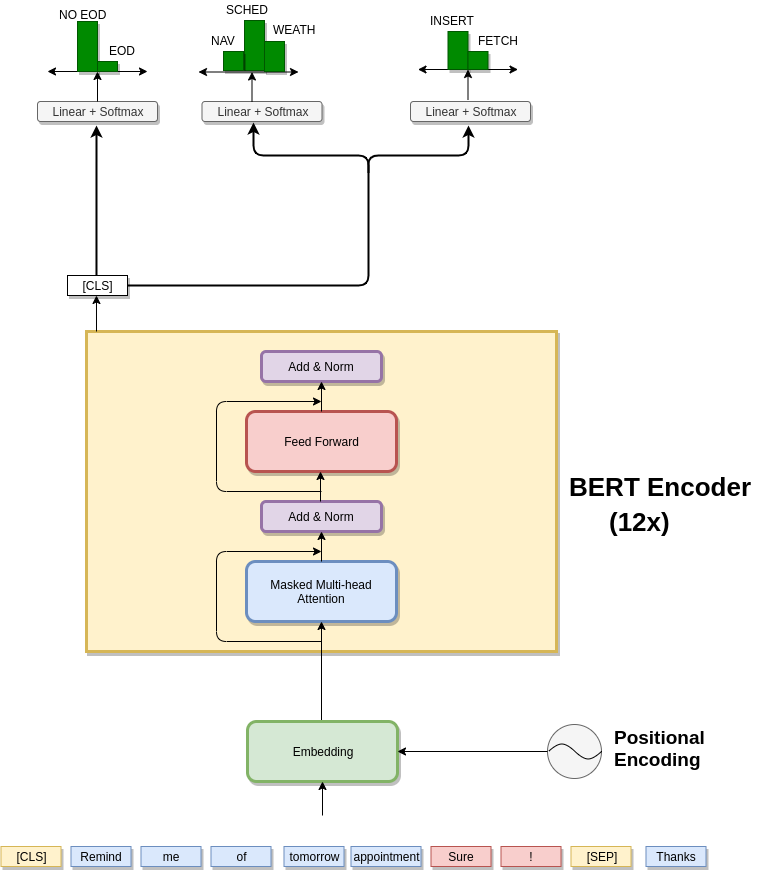 NO EOD
EOD
SCHED
NAV
WEATH
INSERT
FETCH
Linear + Softmax
Linear + Softmax
Linear + Softmax
[CLS]
Add & Norm
Feed Forward
Add & Norm
Masked Multi-head
Attention
BERT Encoder
(12x)
Embedding
Positional
Encoding
[CLS] Remind me of tomorrow appointment Sure ! [SEP] Thanks